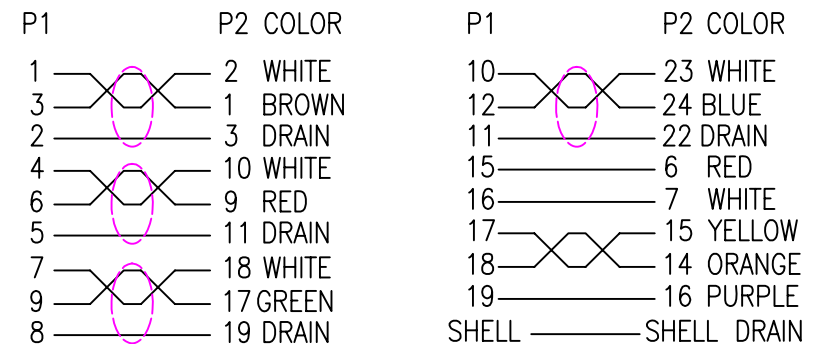 P1 P2 COLOR
1 2 WHITE
3 1 BROWN
2 3 DRAIN
4 10 WHITE
6 9 RED
5 11 DRAIN
7 18 WHITE
9 17 GREEN
8 19 DRAIN
P1 P2 COLOR
10 23 WHITE
12 24 BLUE
11 22 DRAIN
15 6 RED
16 7 WHITE
17 15 YELLOW
18 14 ORANGE
19 16 PURPLE
SHELL SHELL DRAIN